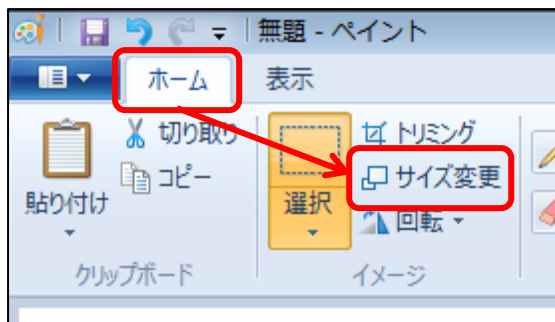 無題 - ペイント
ホーム 表示
切り取り
コピー
貼り付け
クリップボード
トリミング
サイズ変更
回転
選択
イメージ